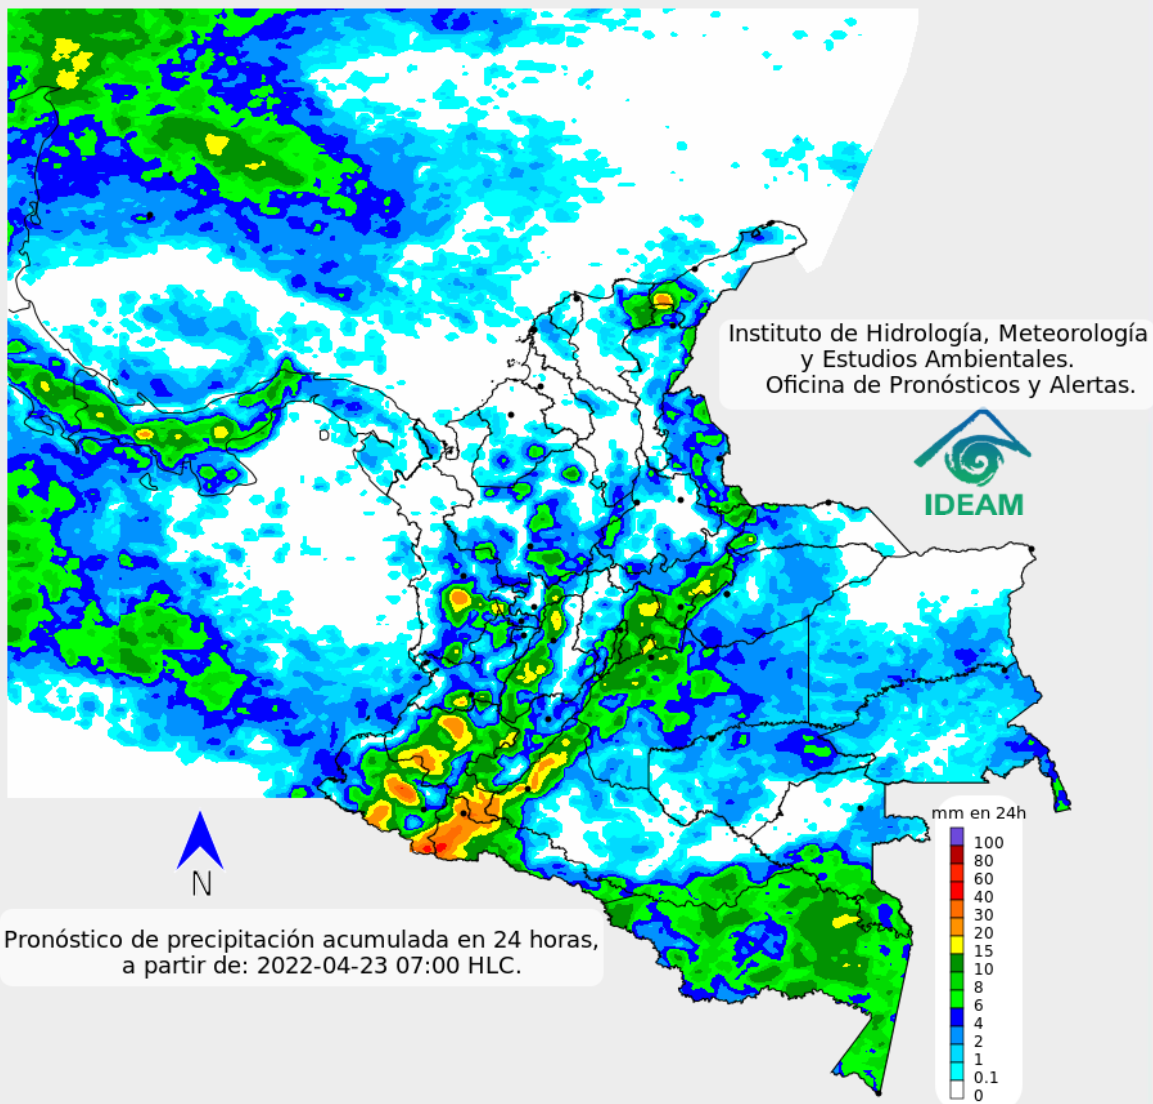 Instituto de Hidrología, Meteorología
y Estudios Ambientales.
Oficina de Pronósticos y Alertas.
IDEAM
mm en 24h
100
80
60
40
30
20
15
10
8
6
4
2
1
0.1
0
N
Pronóstico de precipitación acumulada en 24 horas,
a partir de: 2022-04-23 07:00 HLC.